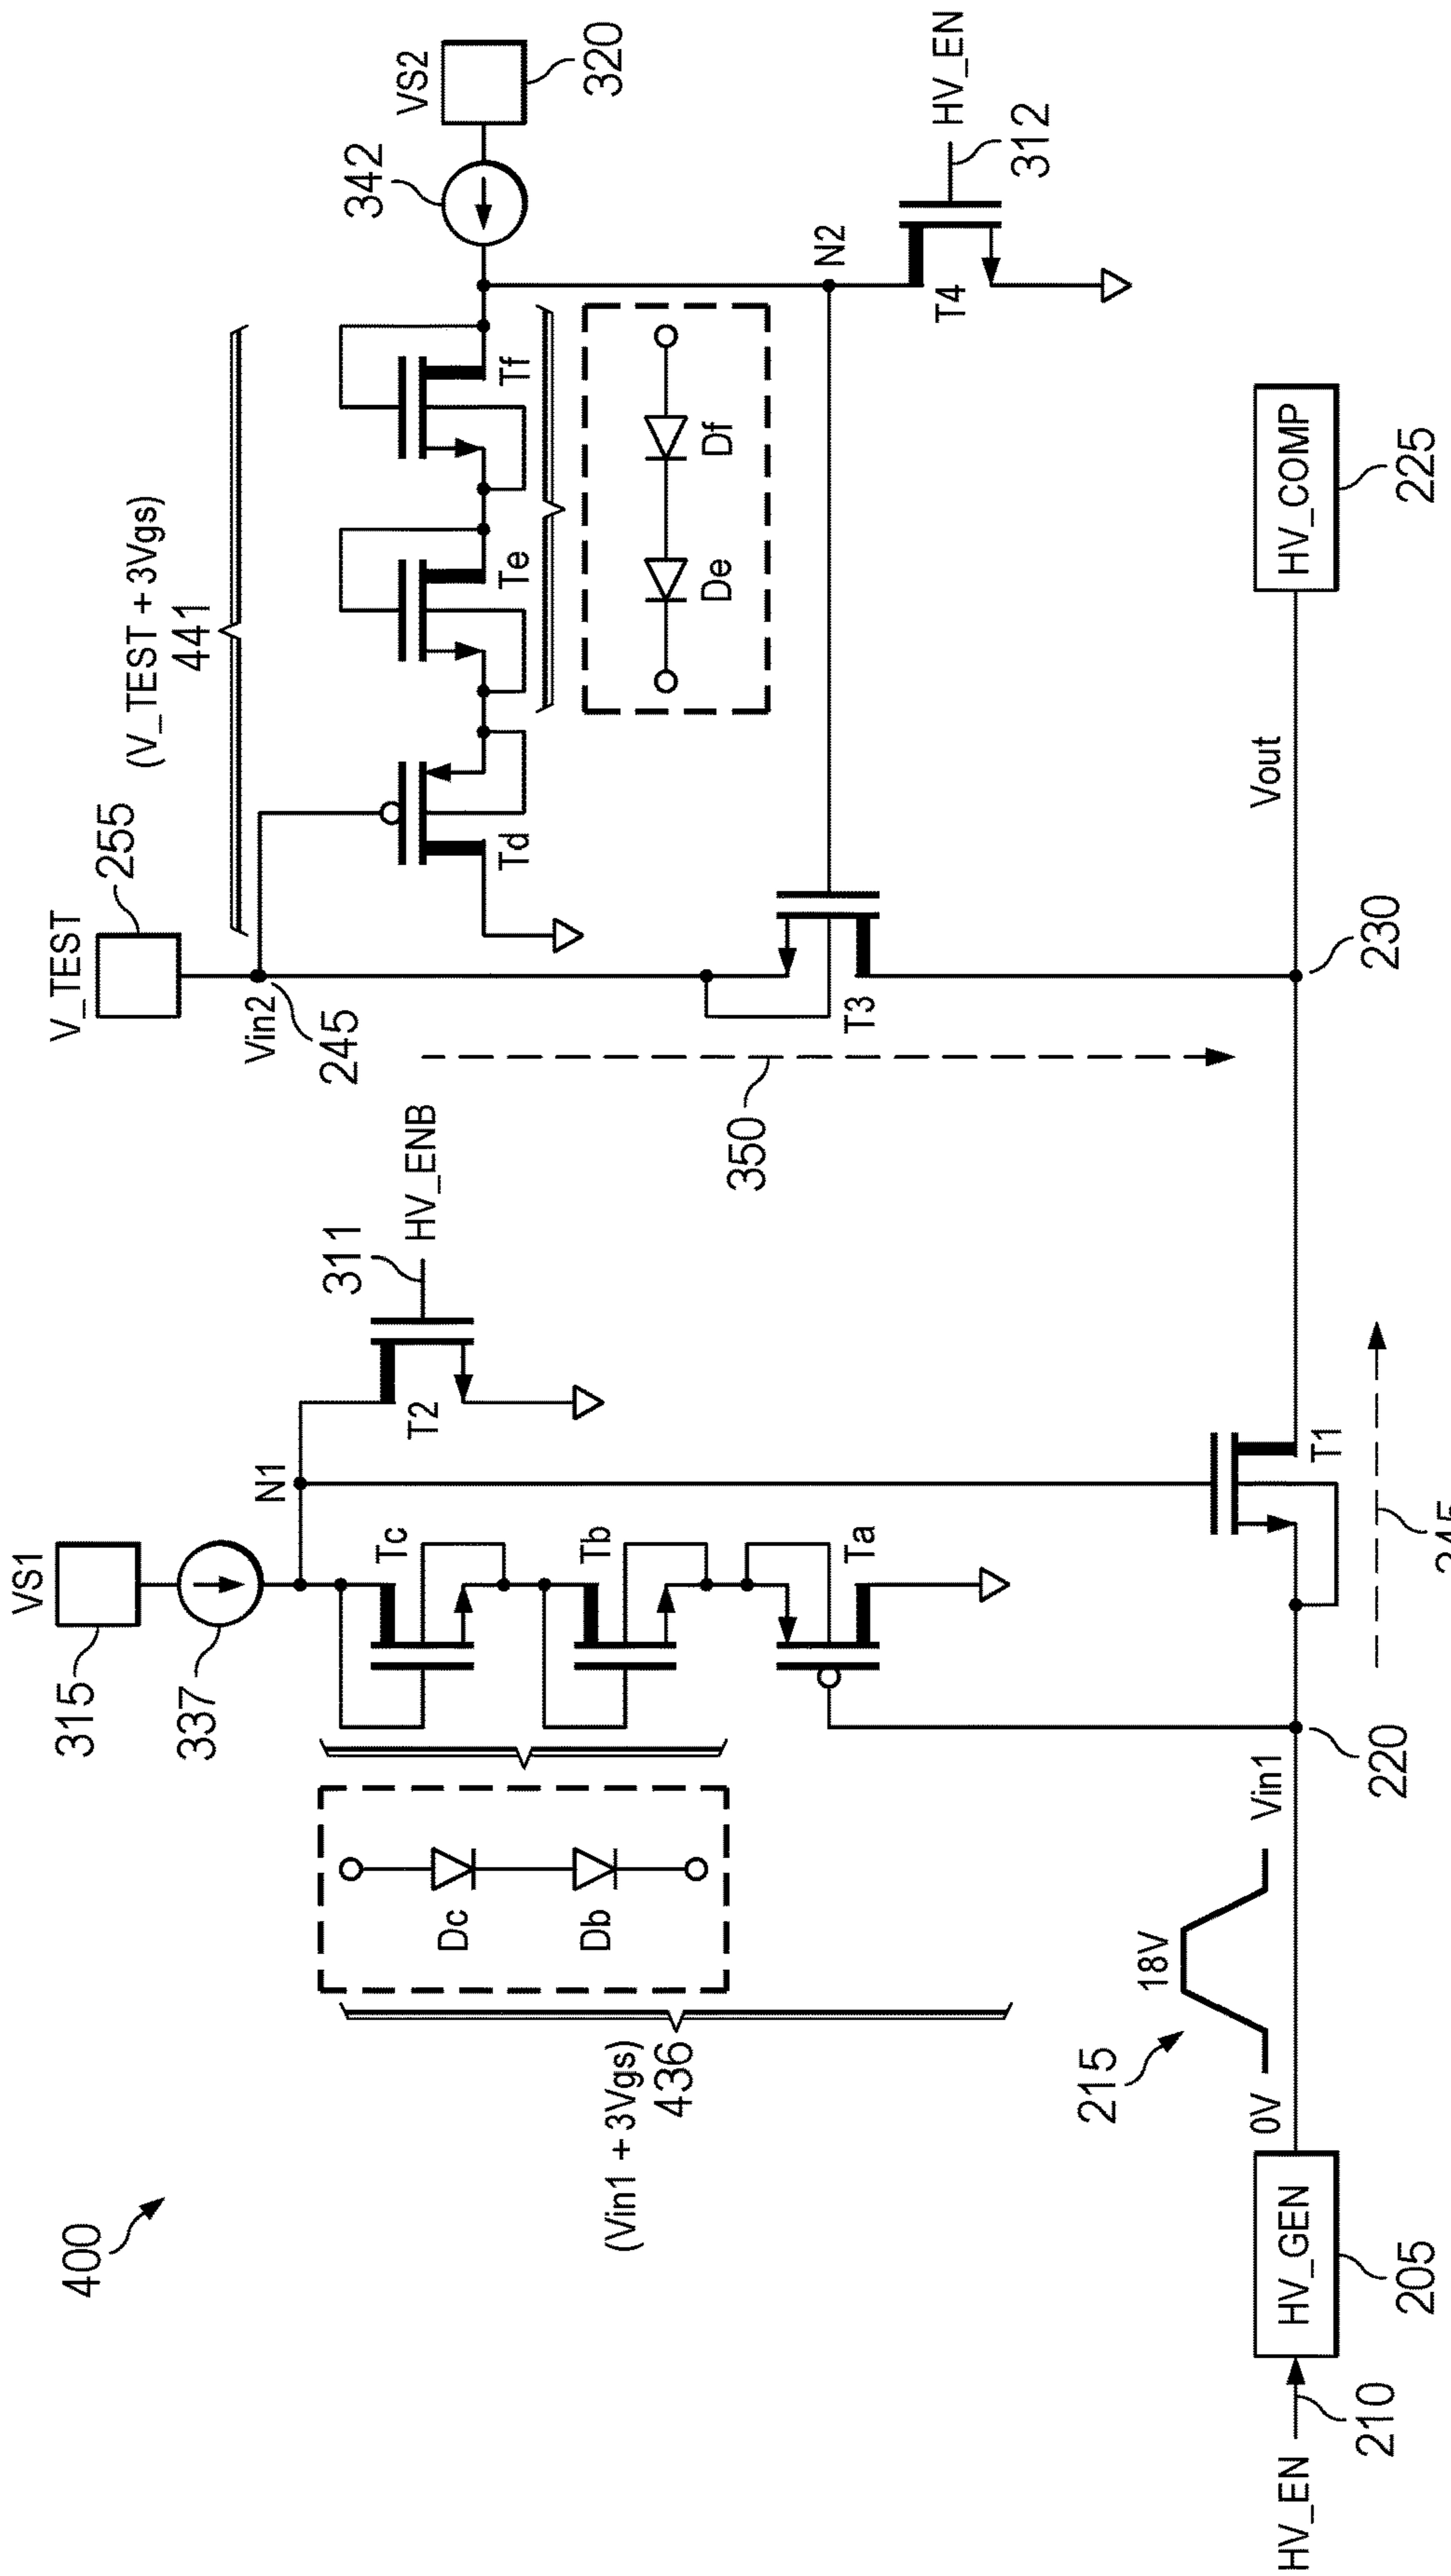 400
VS1
315
337
N1
311
HV_ENB
T2
Tc
Tb
Ta
Dc
Db
(Vin1 + 3Vgs)
436
V_TEST
255
Vin2
245
(V_TEST + 3Vgs)
441
342
VS2
320
Td
Te
Tf
De
Df
N2
HV_EN
312
T4
T3
350
HV_EN
210
HV_GEN
205
215
0V
18V
Vin1
220
T1
230
Vout
HV_COMP
225